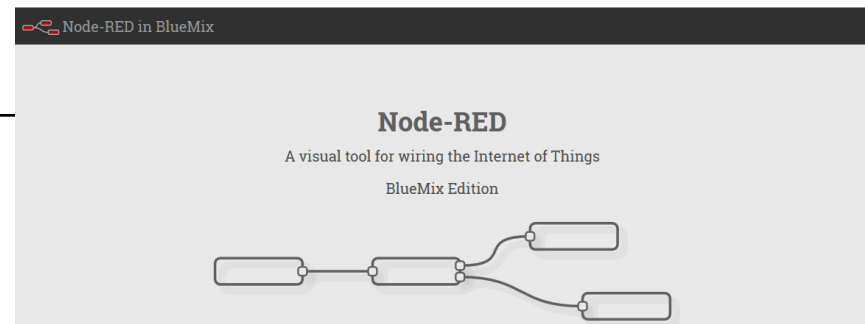 Node-RED in BlueMix
Node-RED
A visual tool for wiring the Internet of Things
BlueMix Edition